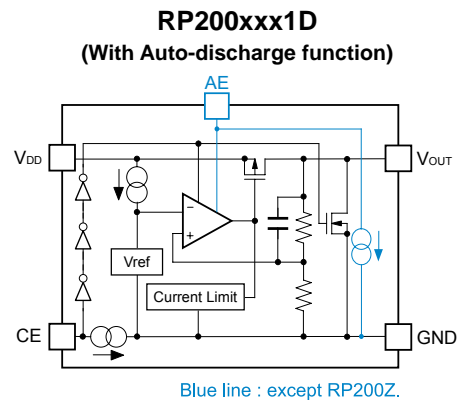 RP200xxx1D
(With Auto-discharge function)
AE
VDD
VOUT
−
+
Vref
Current Limit
CE
GND
Blue line : except RP200Z.